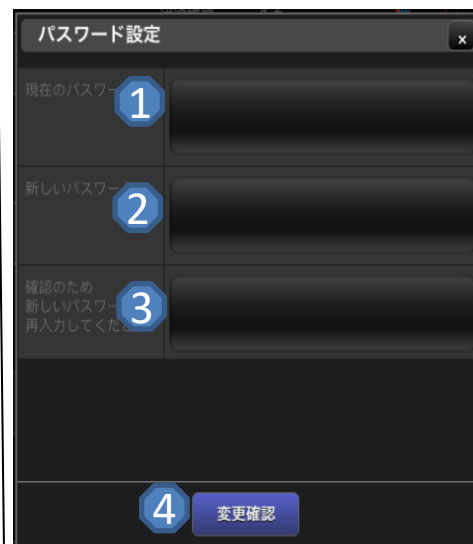 パスワード設定
×
現在のパスワー
1
新しいパスワー
2
確認のため
新しいパスワー
再入力してくださ
3
4
変更確認